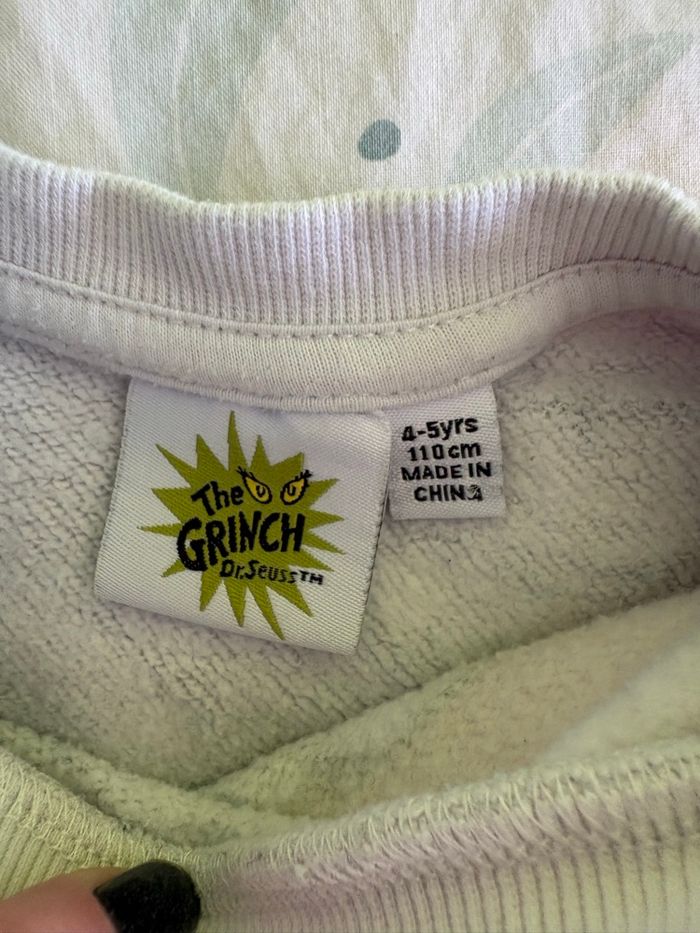 The
GRINCH
Dr. Seuss™
4-5yrs
110cm
MADE IN
CHINA